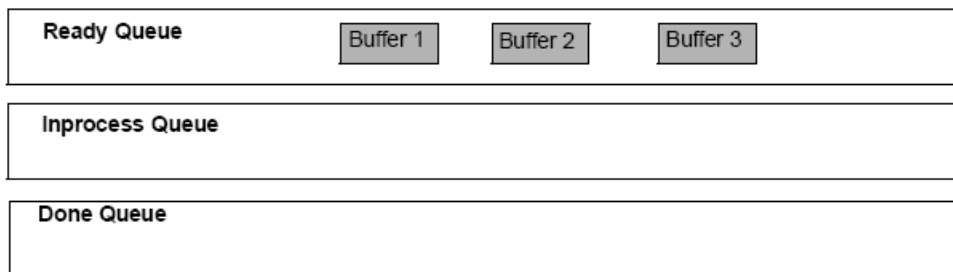 Ready Queue Buffer 1 Buffer 2 Buffer 3
Inprocess Queue
Done Queue